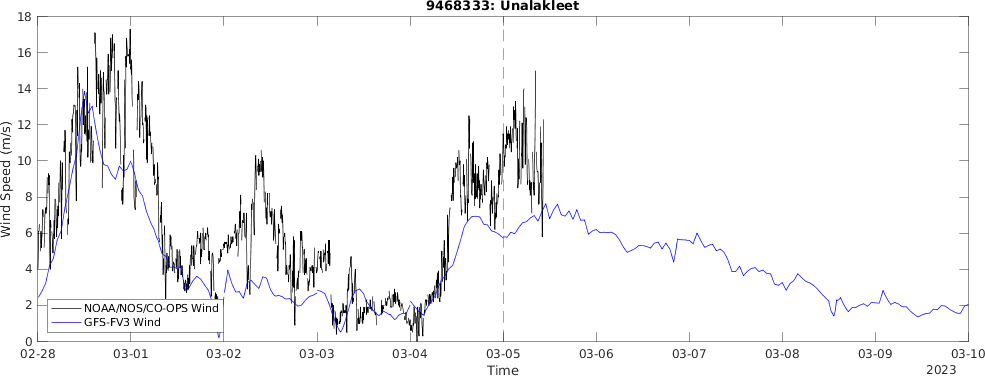 9468333: Unalakleet
18
16
14
12
10
8
6
4
2
0
Wind Speed (m/s)
NOAA/NOS/CO-OPS Wind
GFS-FV3 Wind
02-28 03-01 03-02 03-03 03-04 03-05 03-06 03-07 03-08 03-09 03-10
Time
2023